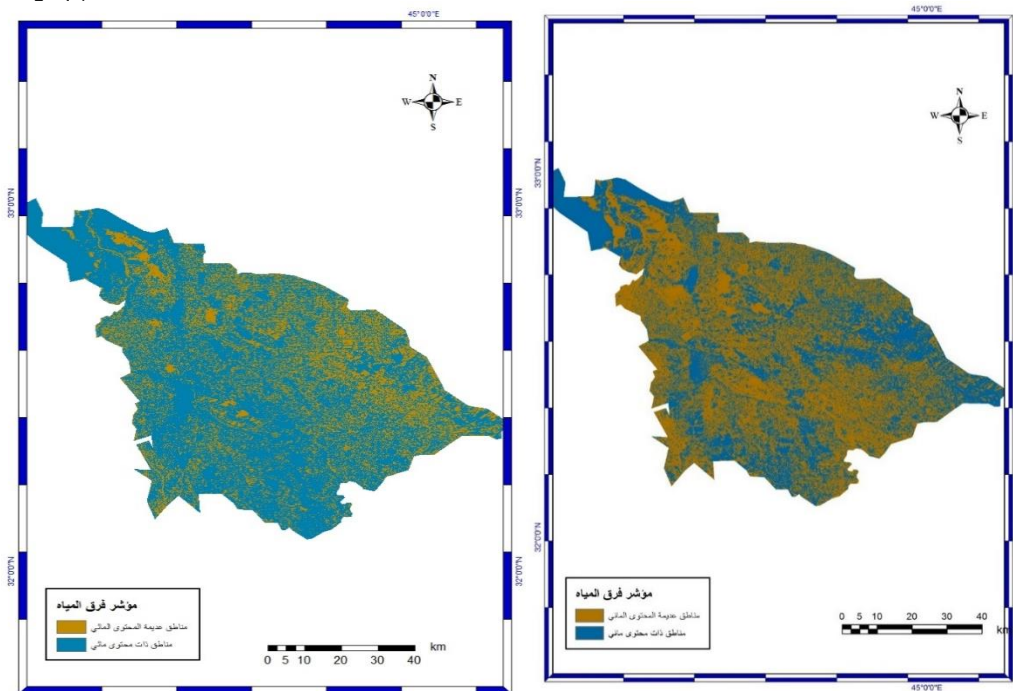 45°0'0"E
33°0'0"N
33°0'0"N
32°0'0"N
32°0'0"N
N
W E
S
مؤشر فرق المياه
مناطق عديمة المحتوى المائي
مناطق ذات محتوى مائي
0 5 10 20 30 40 km
45°0'0"E
33°0'0"N
32°0'0"N
N
W E
S
مؤشر فرق المياه
مناطق عديمة المحتوى المائي
مناطق ذات محتوى مائي
0 5 10 20 30 40 km
45°0'0"E